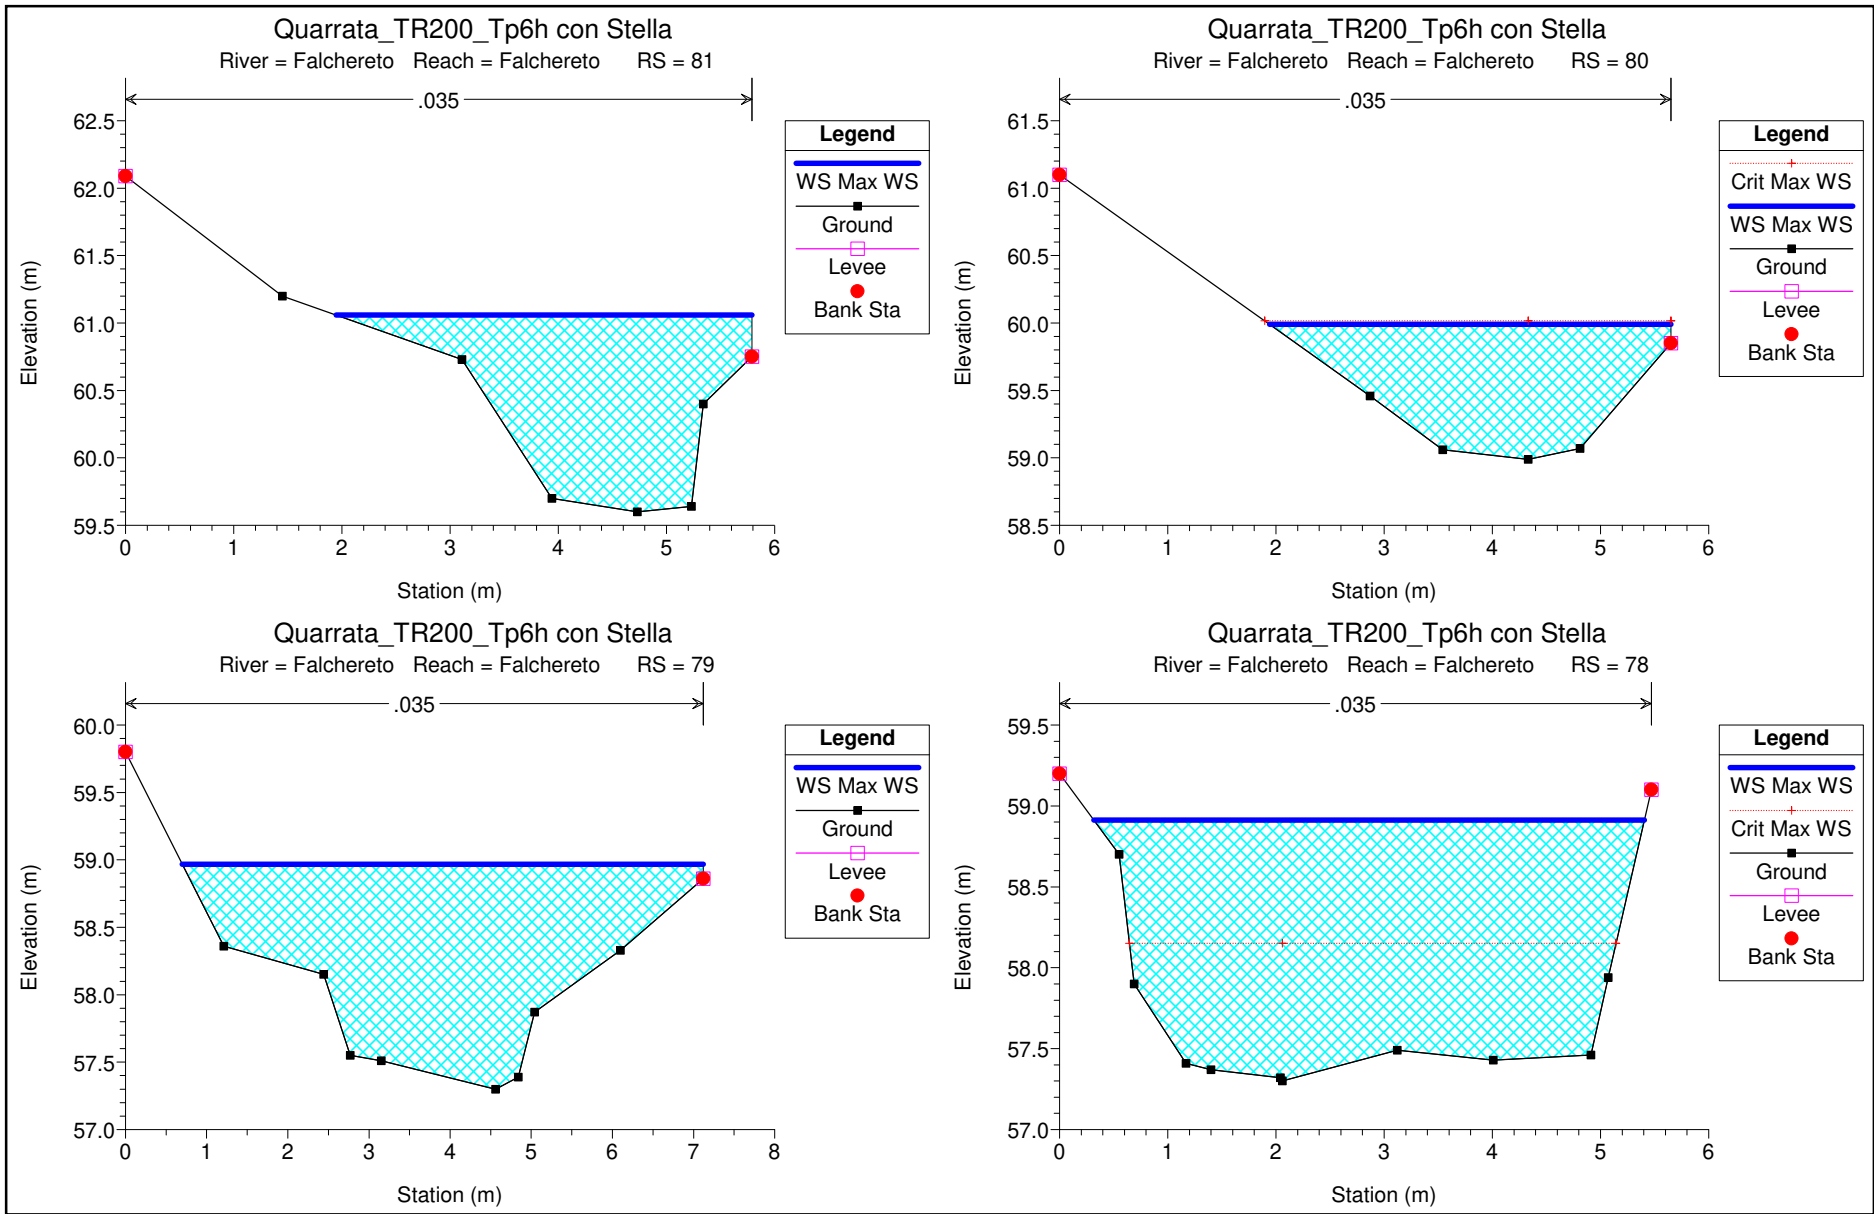 Quarrata_TR200_Tp6h con Stella
River = Falchereto Reach = Falchereto RS = 81
.035
62.5
62.0
61.5
61.0
60.5
60.0
59.5
0 1 2 3 4 5 6
Elevation (m)
Station (m)
Legend
WS Max WS
Ground
Levee
Bank Sta
Quarrata_TR200_Tp6h con Stella
River = Falchereto Reach = Falchereto RS = 80
.035
61.5
61.0
60.5
60.0
59.5
59.0
58.5
0 1 2 3 4 5 6
Elevation (m)
Station (m)
Legend
Crit Max WS
WS Max WS
Ground
Levee
Bank Sta
Quarrata_TR200_Tp6h con Stella
River = Falchereto Reach = Falchereto RS = 79
.035
60.0
59.5
59.0
58.5
58.0
57.5
57.0
0 1 2 3 4 5 6 7 8
Elevation (m)
Station (m)
Legend
WS Max WS
Ground
Levee
Bank Sta
Quarrata_TR200_Tp6h con Stella
River = Falchereto Reach = Falchereto RS = 78
.035
59.5
59.0
58.5
58.0
57.5
57.0
0 1 2 3 4 5 6
Elevation (m)
Station (m)
Legend
WS Max WS
Crit Max WS
Ground
Levee
Bank Sta